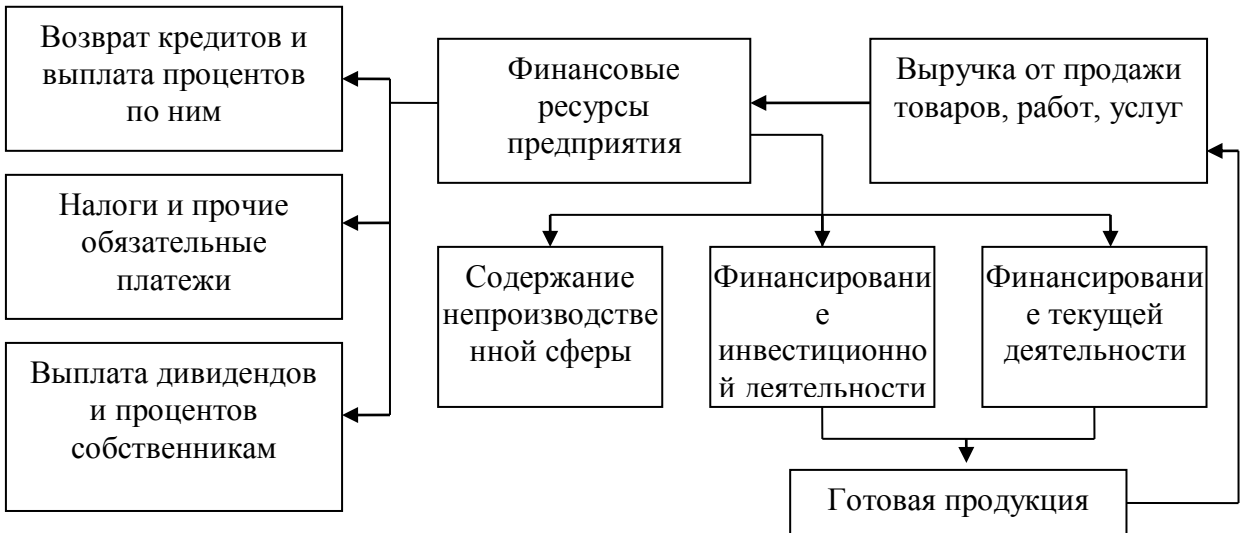 Возврат кредитов и
выплата процентов
по ним
Финансовые
ресурсы
предприятия
Выручка от продажи
товаров, работ, услуг
Налоги и прочие
обязательные
платежи
Содержание
непроизводстве
нной сферы
Финансировани
е
инвестиционно
й деятельности
Финансировани
е текущей
деятельности
Выплата дивидендов
и процентов
собственникам
Готовая продукция